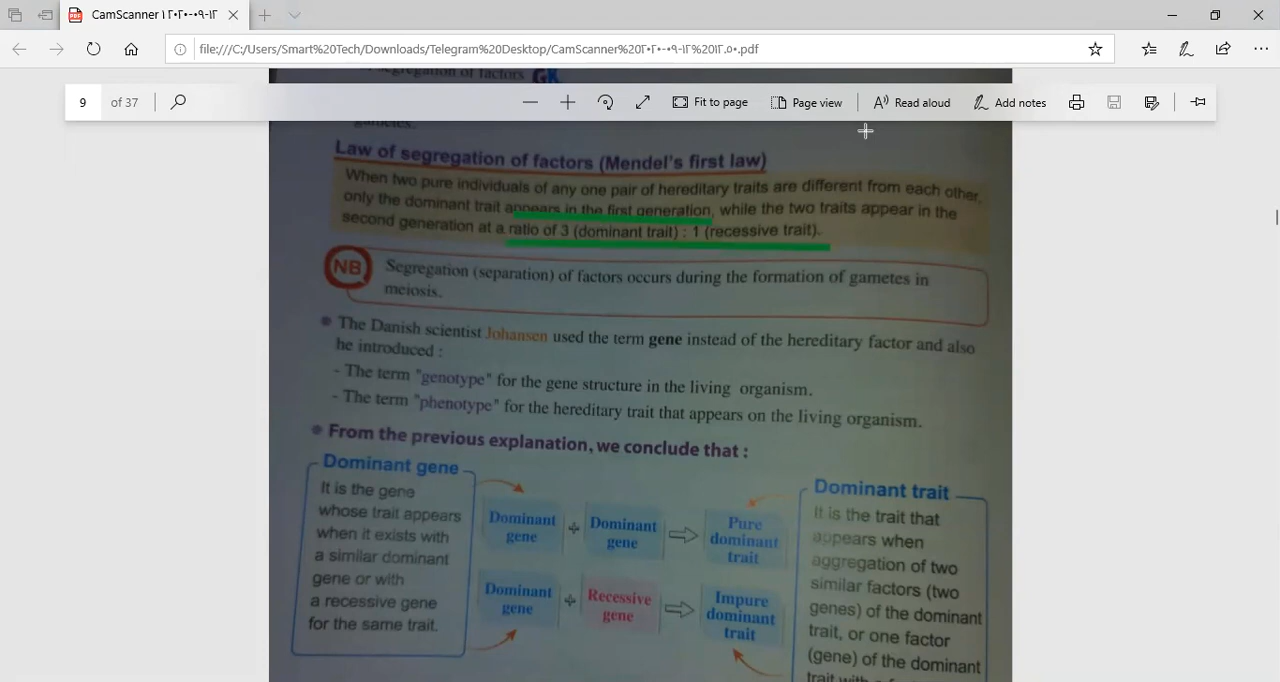 CamScanner ١٢-٠٩-٢٠٢٠
file:///C:/Users/Smart%20Tech/Downloads/Telegram%20Desktop/CamScanner%20
.pdf
9 of 37
Fit to page
Page view
Read aloud
Add notes
segregation of factors GR
gametes.
Law of segregation of factors (Mendel's first law)
When two pure individuals of any one pair of hereditary traits are different from each other,
only the dominant trait appears in the first generation, while the two traits appear in the
second generation at a ratio of 3 (dominant trait) : 1 (recessive trait).
NB Segregation (separation) of factors occurs during the formation of gametes in
meiosis.
• The Danish scientist Johansen used the term gene instead of the hereditary factor and also
he introduced :
- The term "genotype" for the gene structure in the living organism.
- The term "phenotype" for the hereditary trait that appears on the living organism.
• From the previous explanation, we conclude that :
Dominant gene
It is the gene
whose trait appears
when it exists with
a similar dominant
gene or with
a recessive gene
for the same trait.
Dominant
gene
+
Dominant
gene
⇨
Pure
dominant
trait
Dominant
gene
+
Recessive
gene
⇨
Impure
dominant
trait
Dominant trait
It is the trait that
appears when
aggregation of two
similar factors (two
genes) of the dominant
trait, or one factor
(gene) of the dominant